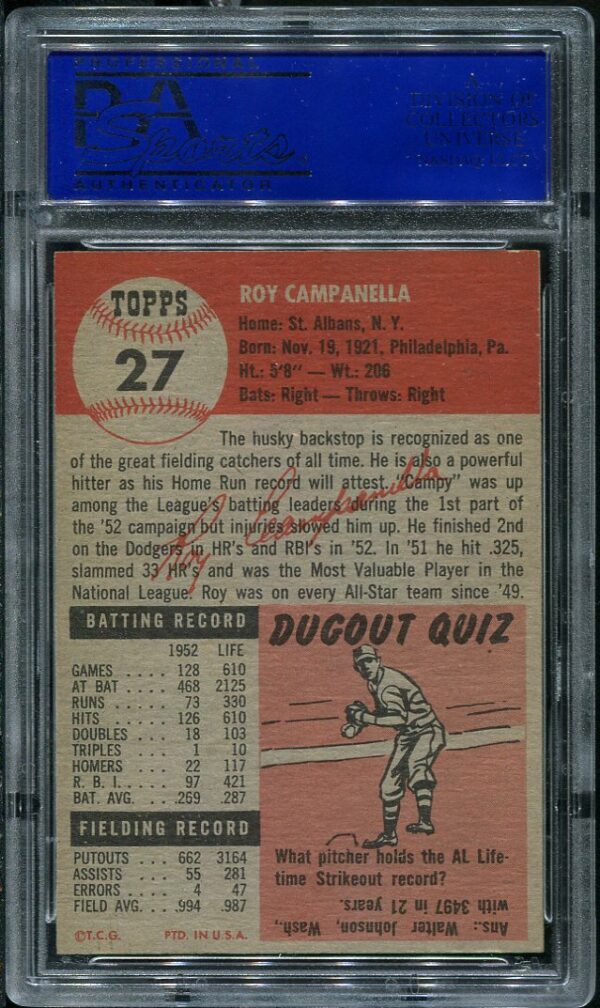 PROFESSIONAL
PSA
Sports
AUTHENTICATOR
A
DIVISION OF
COLLECTORS
UNIVERSE
TOPPS
27
ROY CAMPANELLA
Home: St. Albans, N. Y.
Born: Nov. 19, 1921, Philadelphia, Pa.
Ht.: 5'8" — Wt.: 206
Bats: Right — Throws: Right
The husky backstop is recognized as one
of the great fielding catchers of all time. He is also a powerful
hitter as his Home Run record will attest. "Campy" was up
among the League's batting leaders during the 1st part of
the '52 campaign but injuries slowed him up. He finished 2nd
on the Dodgers in HR's and RBI's in '52. In '51 he hit .325,
slammed 33 HR's and was the Most Valuable Player in the
National League. Roy was on every All-Star team since '49.
Roy Campanella
BATTING RECORD
1952 LIFE
GAMES .... 128 610
AT BAT .... 468 2125
RUNS ..... 73 330
HITS ..... 126 610
DOUBLES .. 18 103
TRIPLES ... 1 10
HOMERS ... 22 117
R. B. I. .... 97 421
BAT. AVG. .. .269 .287
FIELDING RECORD
PUTOUTS ... 662 3164
ASSISTS ... 55 281
ERRORS .... 4 47
FIELD AVG. .. .994 .987
©T.C.G. PTD. IN U.S.A.
DUGOUT QUIZ
What pitcher holds the AL Life-
time Strikeout record?
Ans.: Walter Johnson, Wash.,
with 3497 in 21 years.